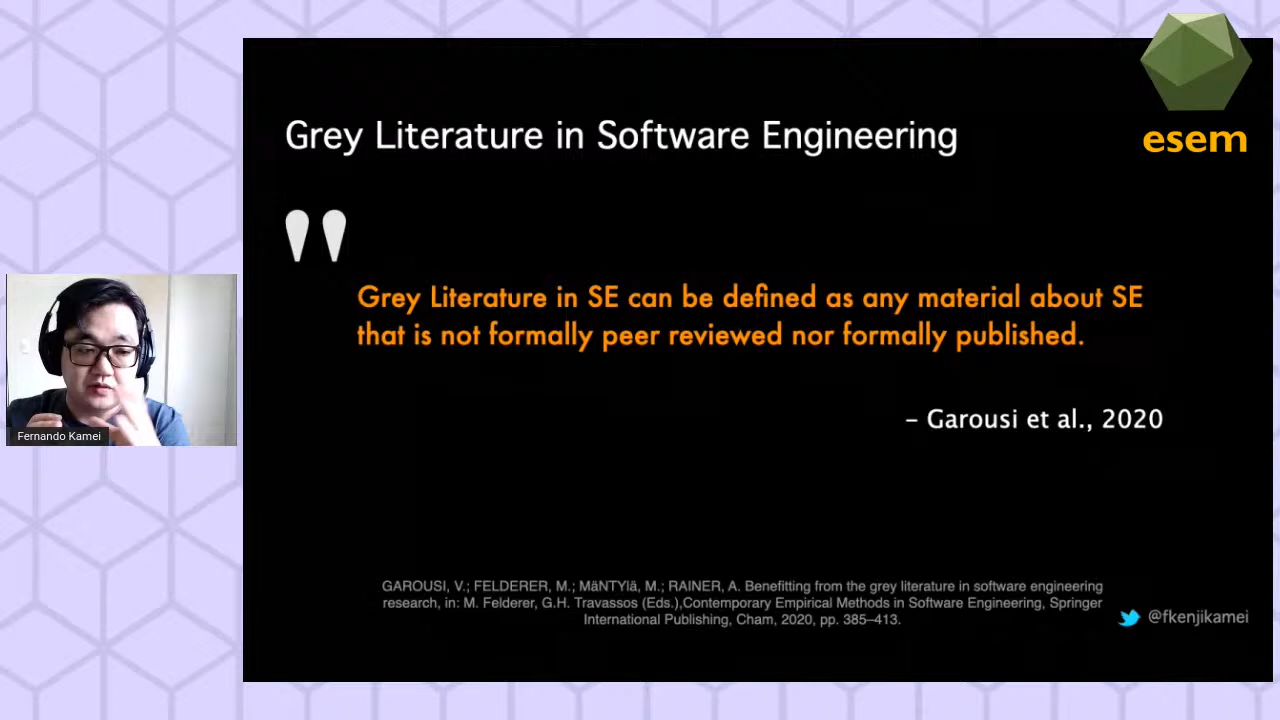 esem
Grey Literature in Software Engineering
"
Grey Literature in SE can be defined as any material about SE
that is not formally peer reviewed nor formally published.
– Garousi et al., 2020
Fernando Kamei
GAROUSI, V.; FELDERER, M.; MäNTYlä, M.; RAINER, A. Benefitting from the grey literature in software engineering
research, in: M. Felderer, G.H. Travassos (Eds.),Contemporary Empirical Methods in Software Engineering, Springer
International Publishing, Cham, 2020, pp. 385–413.
@fkenjikamei